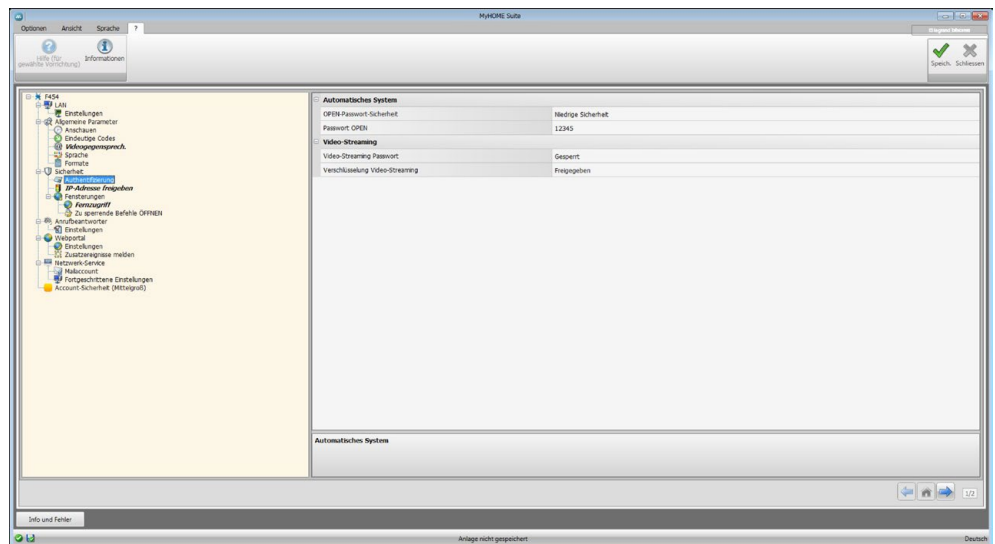 MyHOME Suite
Optionen Ansicht Sprache ?
Hilfe (für gewählte Vorrichtung)
Informationen
Speich. Schliessen
F454
LAN
Einstellungen
Allgemeine Parameter
Anschauen
Eindeutige Codes
Videogegensprech.
Sprache
Formate
Sicherheit
Authentifizierung
IP-Adresse freigeben
Fensterungen
Fernzugriff
Zu sperrende Befehle ÖFFNEN
Anrufbeantworter
Einstellungen
Webportal
Einstellungen
Zusatzereignisse melden
Netzwerk-Service
Mailaccount
Fortgeschrittene Einstellungen
Account-Sicherheit (Mittelgroß)
Automatisches System
OPEN-Passwort-Sicherheit Niedrige Sicherheit
Passwort OPEN 12345
Video-Streaming
Video-Streaming Passwort Gesperrt
Verschlüsselung Video-Streaming Freigegeben
Automatisches System
1/2
Info und Fehler
Anlage nicht gespeichert
Deutsch